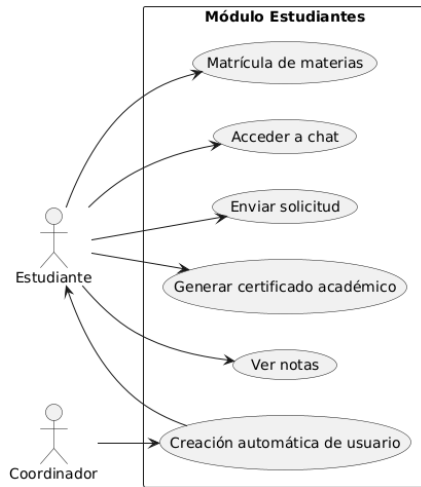 Módulo Estudiantes
Matrícula de materias
Acceder a chat
Enviar solicitud
Estudiante
Generar certificado académico
Ver notas
Creación automática de usuario
Coordinador